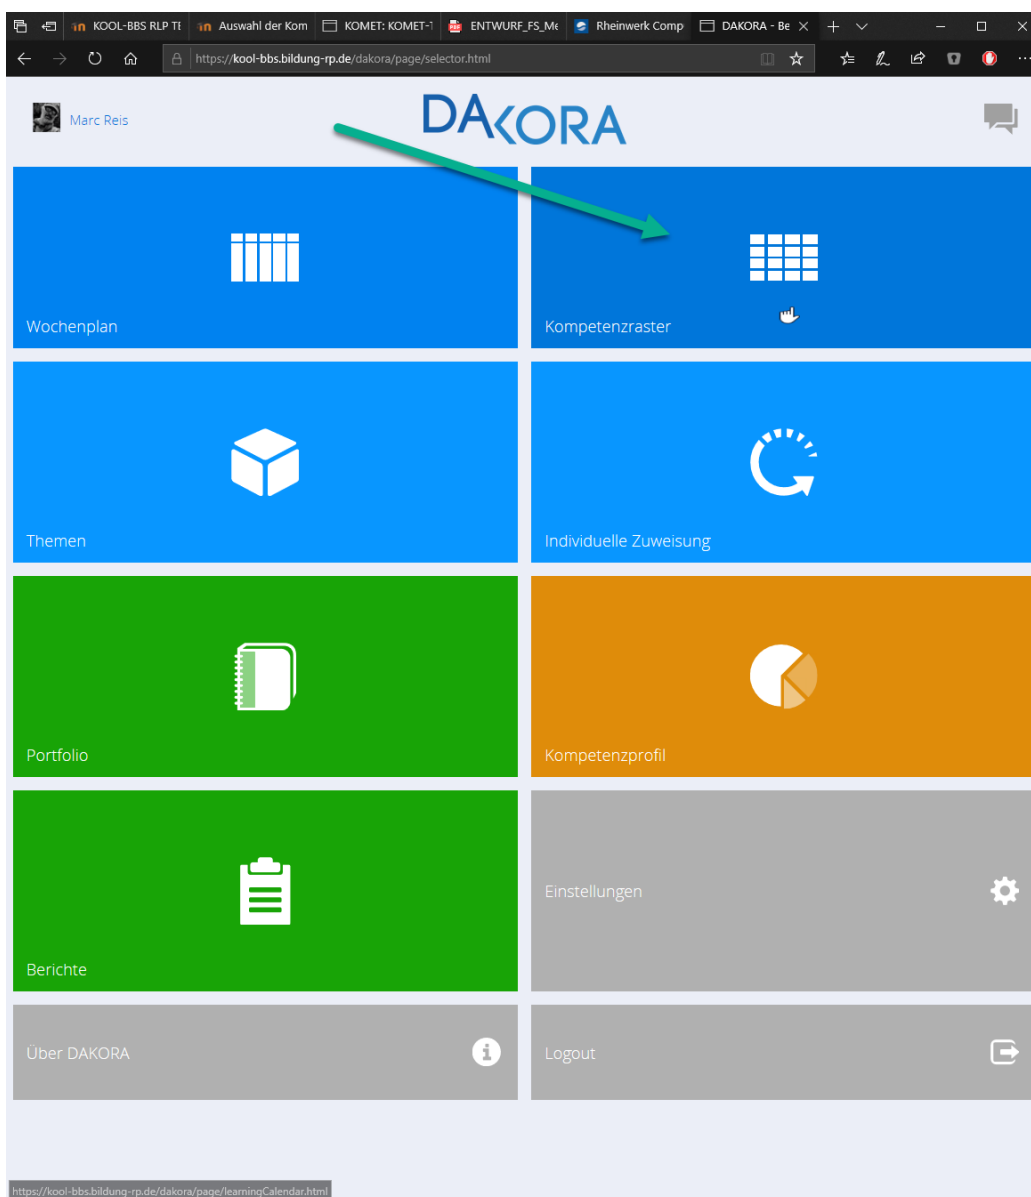 KOOL-BBS RLP TE
Auswahl der Kom
KOMET: KOMET-T
ENTWURF_FS_Me
Rheinwerk Comp
DAKORA - Be
https://kool-bbs.bildung-rp.de/dakora/page/selector.html
Marc Reis
DAKORA
Wochenplan
Kompetenzraster
Themen
Individuelle Zuweisung
Portfolio
Kompetenzprofil
Berichte
Einstellungen
Über DAKORA
Logout
https://kool-bbs.bildung-rp.de/dakora/page/learningCalendar.html